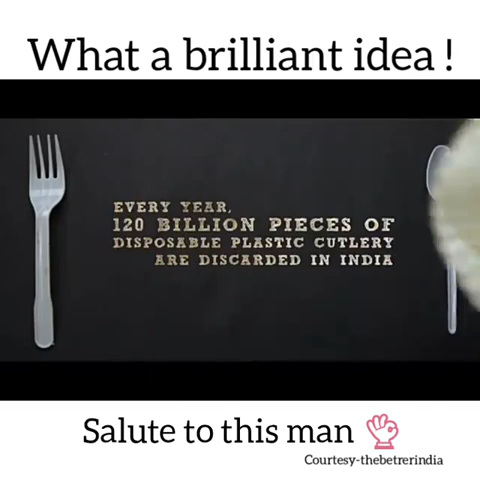 What a brilliant idea !
EVERY YEAR,
120 BILLION PIECES OF
DISPOSABLE PLASTIC CUTLERY
ARE DISCARDED IN INDIA
Salute to this man
Courtesy-thebetrerindia